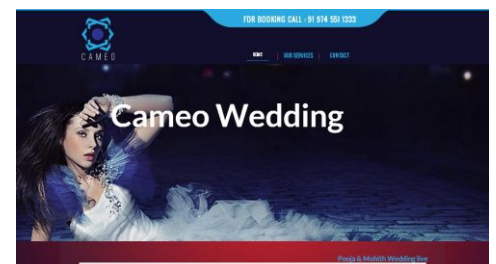 FOR BOOKING CALL : 91 974 551 1333
CAMEO
HOME | OUR SERVICES | CONTACT
Cameo Wedding
Pooja & Mohith Wedding live